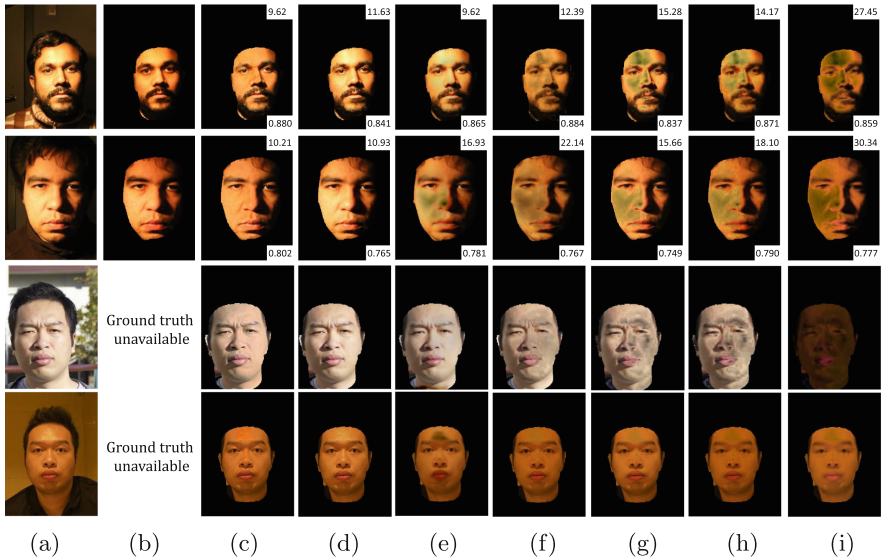 9.62 11.63 9.62 12.39 15.28 14.17 27.45
0.880 0.841 0.865 0.884 0.837 0.871 0.859
10.21 10.93 16.93 22.14 15.66 18.10 30.34
0.802 0.765 0.781 0.767 0.749 0.790 0.777
Ground truth
unavailable
Ground truth
unavailable
(a) (b) (c) (d) (e) (f) (g) (h) (i)